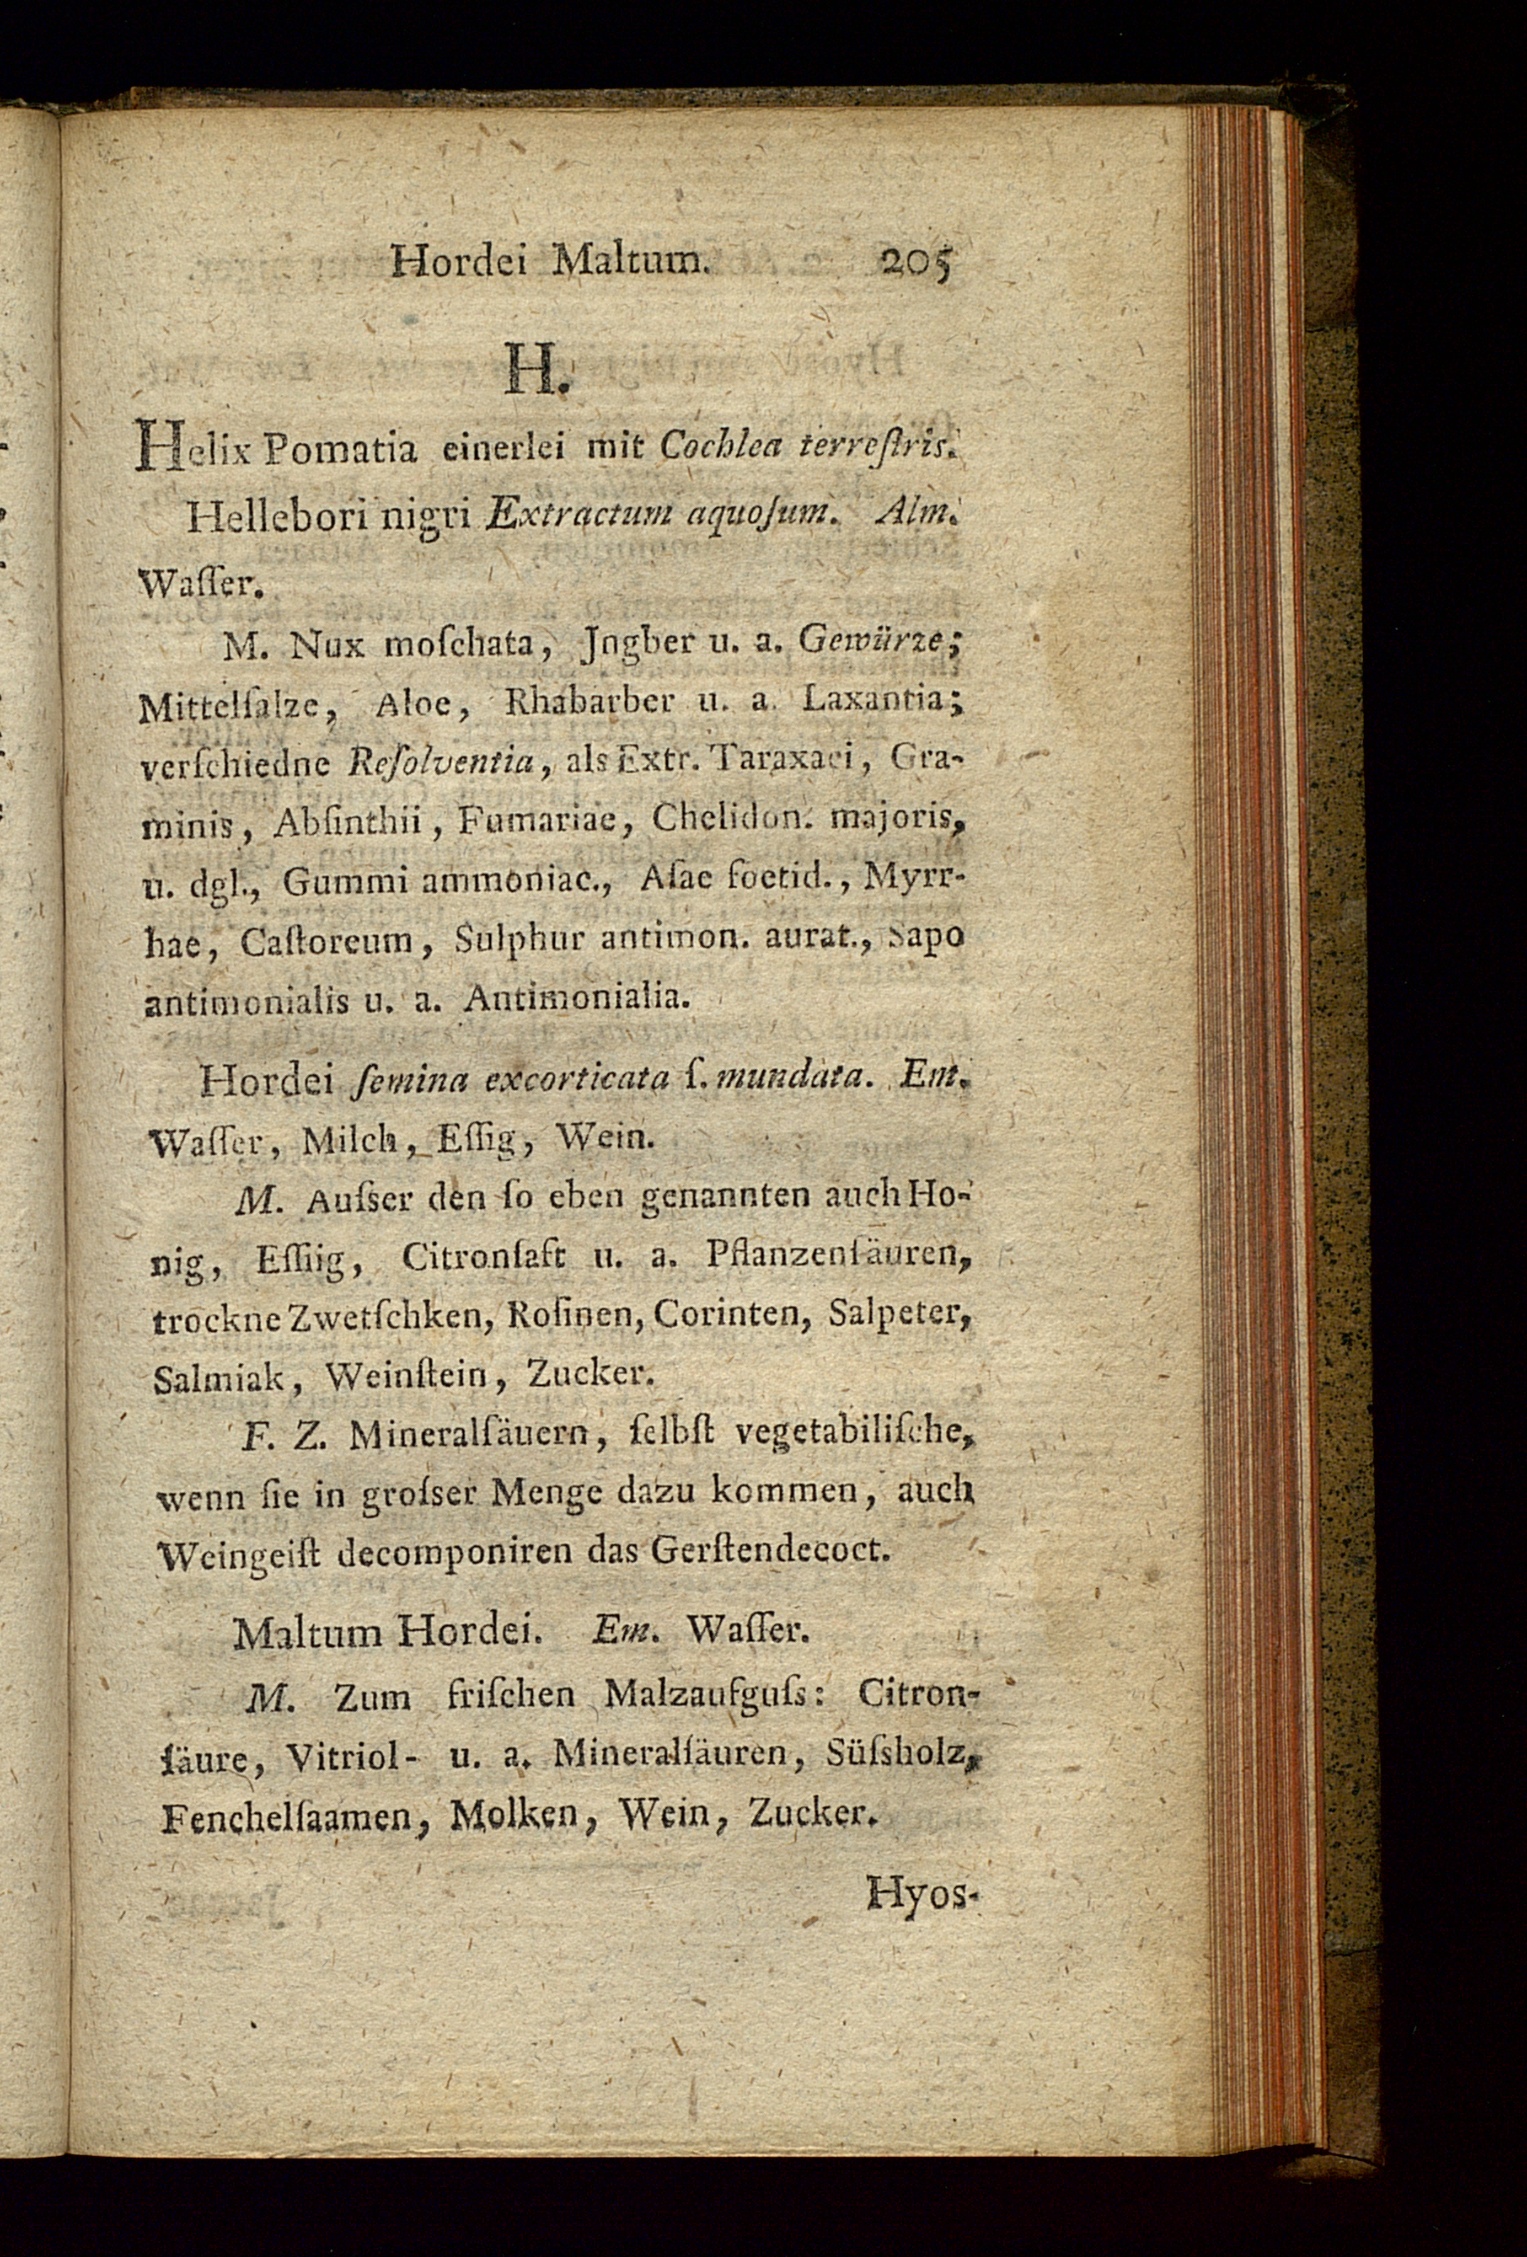 Hordei Maltum. 205
H.
Helix Pomatia einerlei mit Cochlea terreſtris.
Hellebori nigri Extractum aquoſum. Alm.
Waſſer.
M. Nux moſchata, Jngber u. a. Gewürze;
Mittelſalze, Aloe, Rhabarber u. a. Laxantia;
verſchiedne Reſolventia, als Extr. Taraxaci, Gra-
minis, Abſinthii, Fumariae, Chelidon. majoris,
u. dgl., Gummi ammoniac., Aſae foetid., Myrr-
hae, Caſtoreum, Sulphur antimon. aurat., Sapo
antimonialis u. a. Antimonialia.
Hordei ſemina excorticata ſ. mundata. Em.
Waſſer, Milch, Eſſig, Wein.
M. Auſser den ſo eben genannten auch Ho-
nig, Eſſiig, Citronſaft u. a. Pflanzenſäuren,
trockne Zwetſchken, Roſinen, Corinten, Salpeter,
Salmiak, Weinſtein, Zucker.
F. Z. Mineralſäuern, ſelbſt vegetabiliſche,
wenn ſie in groſser Menge dazu kommen, auch
Weingeiſt decomponiren das Gerſtendecoct.
Maltum Hordei. Em. Waſſer.
M. Zum friſchen Malzaufguſs: Citron-
ſäure, Vitriol- u. a. Mineralſäuren, Süſsholz,
Fenchelſaamen, Molken, Wein, Zucker.
Hyos-